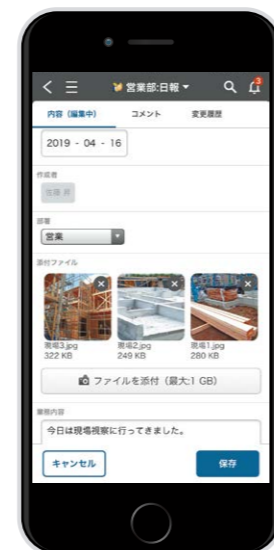 営業部:日報
3
内容（編集中）
コメント
変更履歴
2019 - 04 - 16
作成者
部署
営業
添付ファイル
現場3.jpg
現場2.jpg
現場1.jpg
322 KB
249 KB
280 KB
ファイルを添付（最大:1 GB）
業務内容
今日は現場視察に行ってきました。
キャンセル
保存